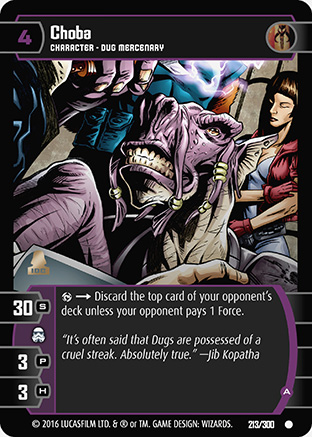 4
Choba
CHARACTER - DUG MERCENARY
100
30 S
Discard the top card of your opponent's
deck unless your opponent pays 1 Force.
3 P
"It's often said that Dugs are possessed of a
cruel streak. Absolutely true." —Jib Kopatha
3 H
A
© 2016 LUCASFILM LTD. & ® or TM. GAME DESIGN: WIZARDS.
213/300